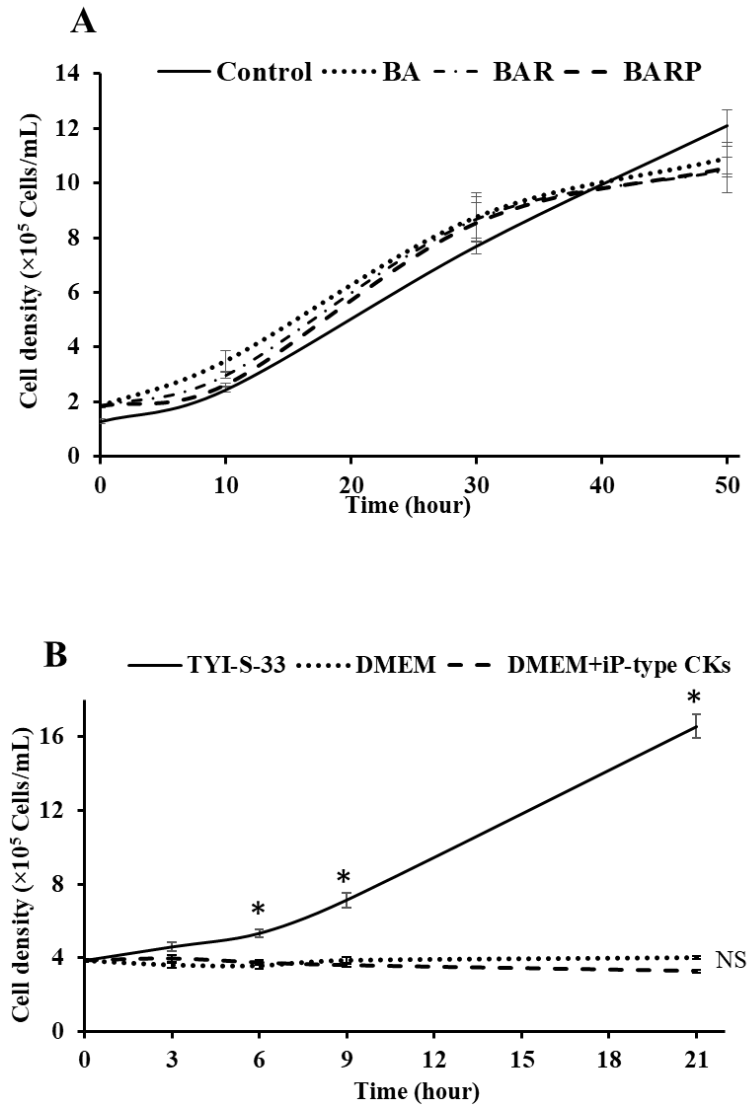 A
Control BA BAR BARP
14
12
10
8
6
4
2
0
Cell density (×10⁵ Cells/mL)
0 10 20 30 40 50
Time (hour)
B
TYI-S-33 DMEM DMEM+iP-type CKs
*
16
12
*
*
8
4
NS
0
Cell density (×10⁵ Cells/mL)
0 3 6 9 12 15 18 21
Time (hour)